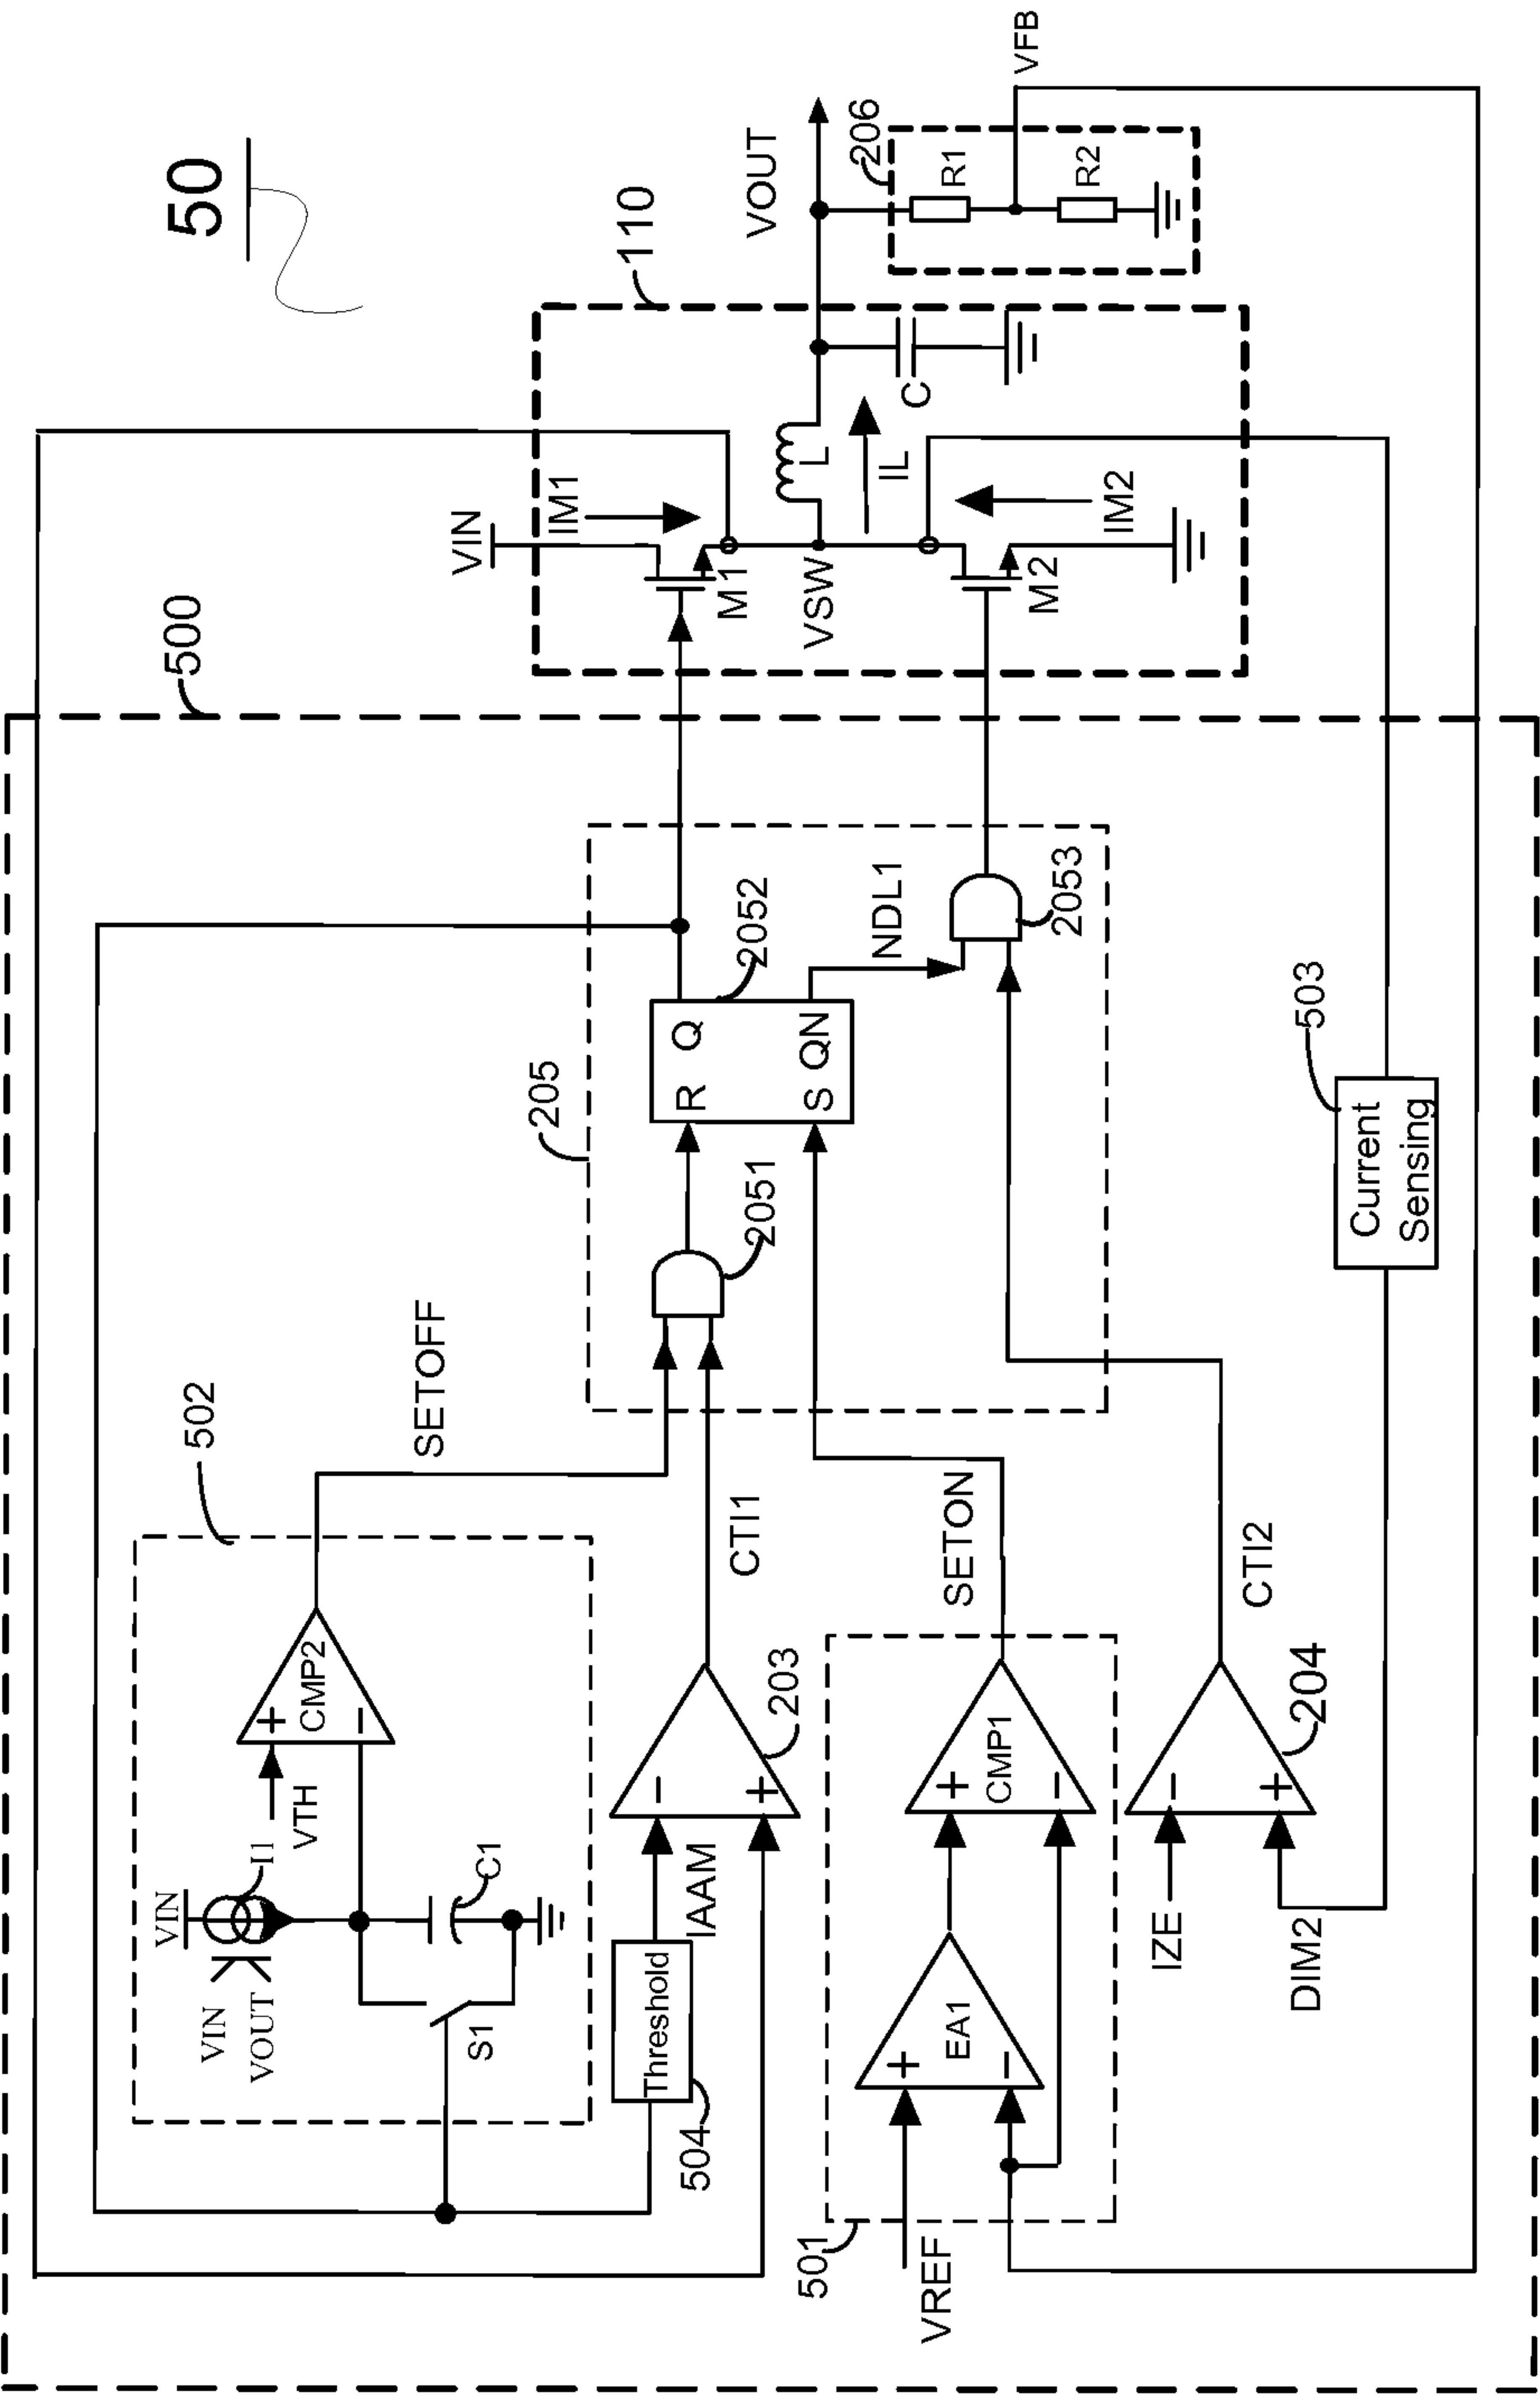 50
500
110
VIN
IM1
M1
VSW
L
IL
C
M2
IM2
VOUT
206
R1
R2
VFB
502
VIN
I1
VIN
VOUT
VTH
+
−
CMP2
C1
S1
SETOFF
504
Threshold
IAAM
−
+
203
CTI1
205
2051
R
Q
S
QN
2052
NDL1
2053
501
VREF
+
−
EA1
+
−
CMP1
SETON
IZE
DIM2
−
+
204
CTI2
503
Current
Sensing